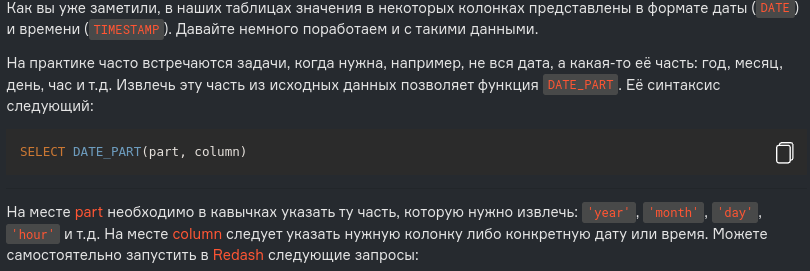 Как вы уже заметили, в наших таблицах значения в некоторых колонках представлены в формате даты ( DATE )
и времени ( TIMESTAMP ). Давайте немного поработаем и с такими данными.
На практике часто встречаются задачи, когда нужна, например, не вся дата, а какая-то её часть: год, месяц,
день, час и т.д. Извлечь эту часть из исходных данных позволяет функция DATE_PART . Её синтаксис
следующий:
SELECT DATE_PART(part, column)
На месте part необходимо в кавычках указать ту часть, которую нужно извлечь: 'year' , 'month' , 'day' ,
'hour' и т.д. На месте column следует указать нужную колонку либо конкретную дату или время. Можете
самостоятельно запустить в Redash следующие запросы: